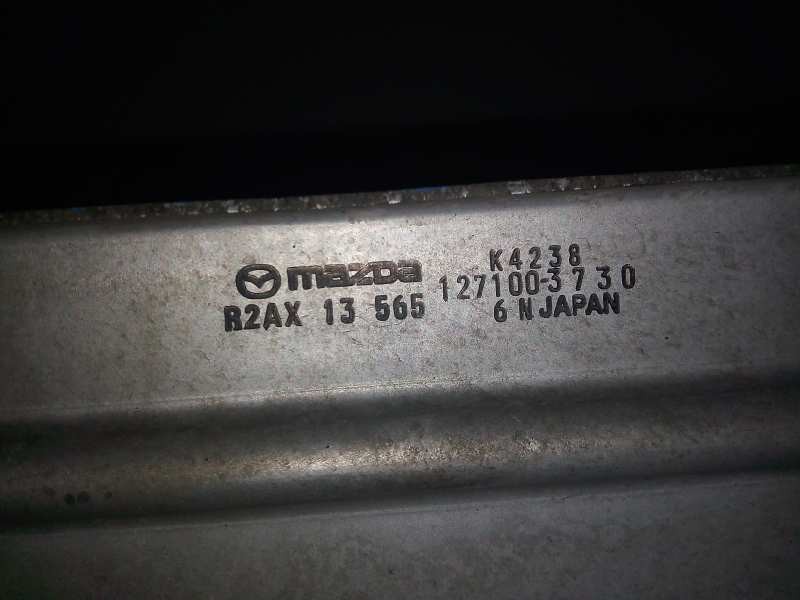 mazda
R2AX 13 565
K4238
127100-3730
6 N JAPAN